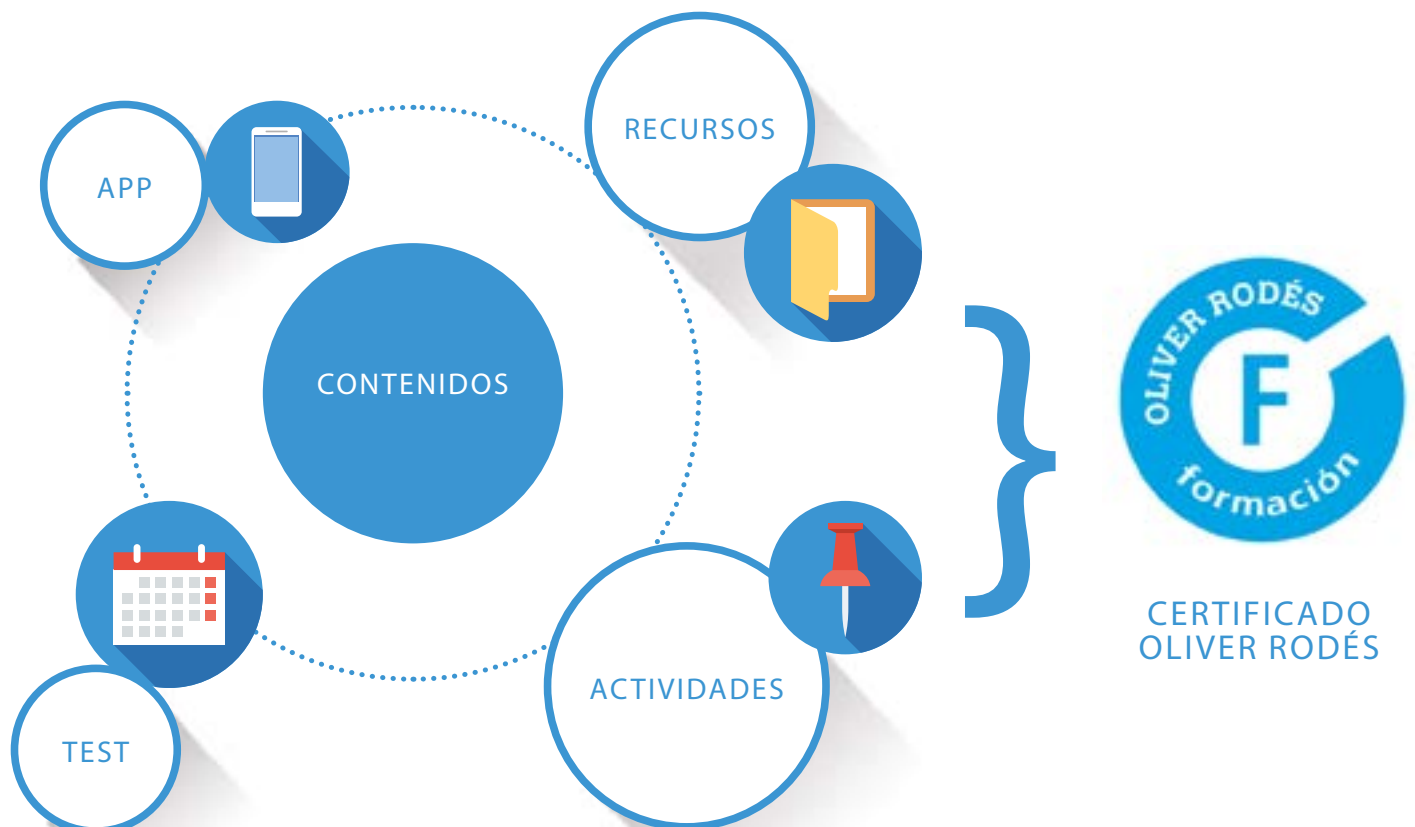 APP
RECURSOS
CONTENIDOS
TEST
ACTIVIDADES
OLIVER RODÉS
F
formación
CERTIFICADO
OLIVER RODÉS